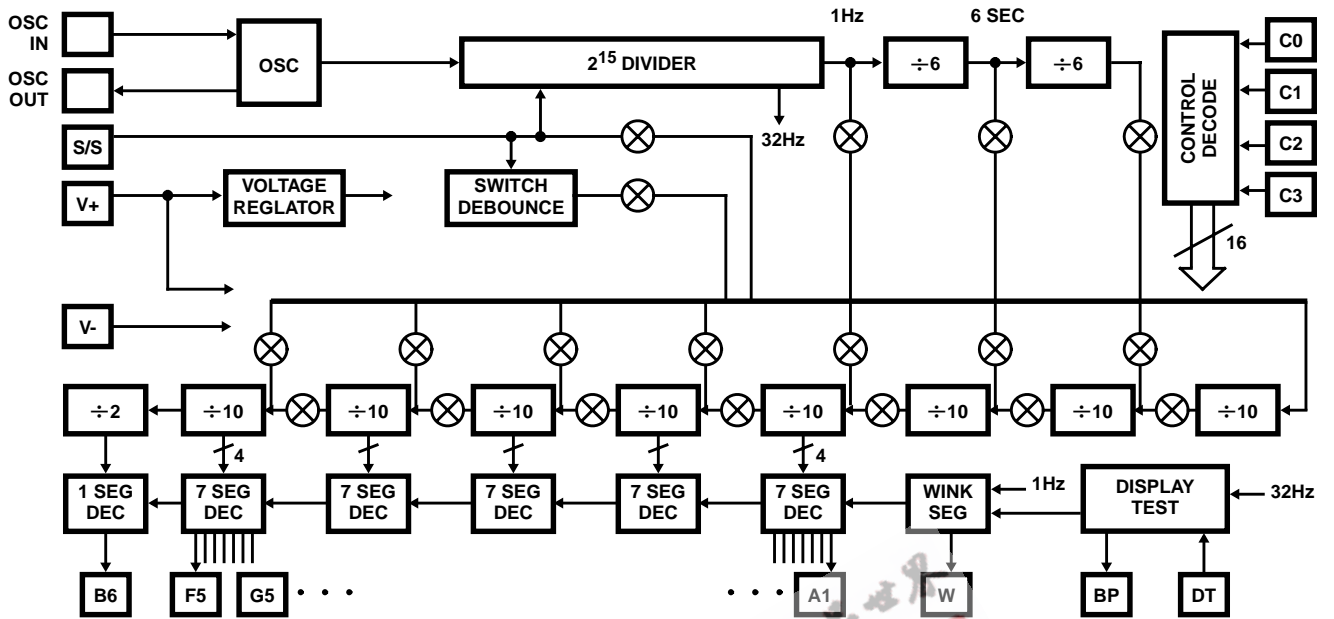 OSC IN
OSC OUT
OSC
2^15 DIVIDER
1Hz
÷6
6 SEC
÷6
CONTROL DECODE
C0
C1
C2
C3
16
32Hz
S/S
V+
V-
VOLTAGE REGLATOR
SWITCH DEBOUNCE
÷2
÷10
÷10
÷10
÷10
÷10
÷10
÷10
÷10
4
4
1 SEG DEC
7 SEG DEC
7 SEG DEC
7 SEG DEC
7 SEG DEC
7 SEG DEC
WINK SEG
1Hz
DISPLAY TEST
32Hz
B6
F5
G5
• • •
• • •
A1
W
BP
DT